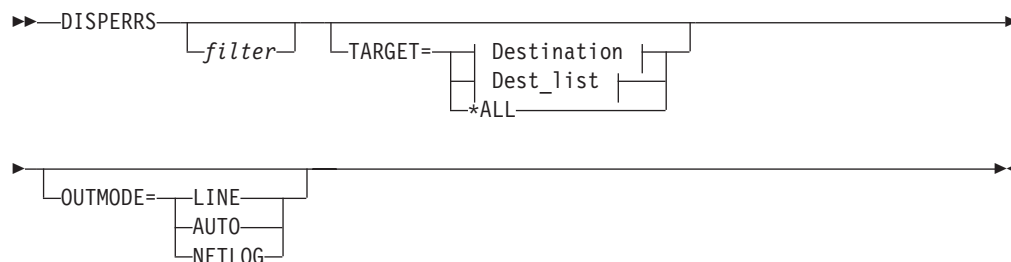 DISPERRS
filter
TARGET=
Destination
Dest_list
*ALL
OUTMODE=
LINE
AUTO
NETLOG